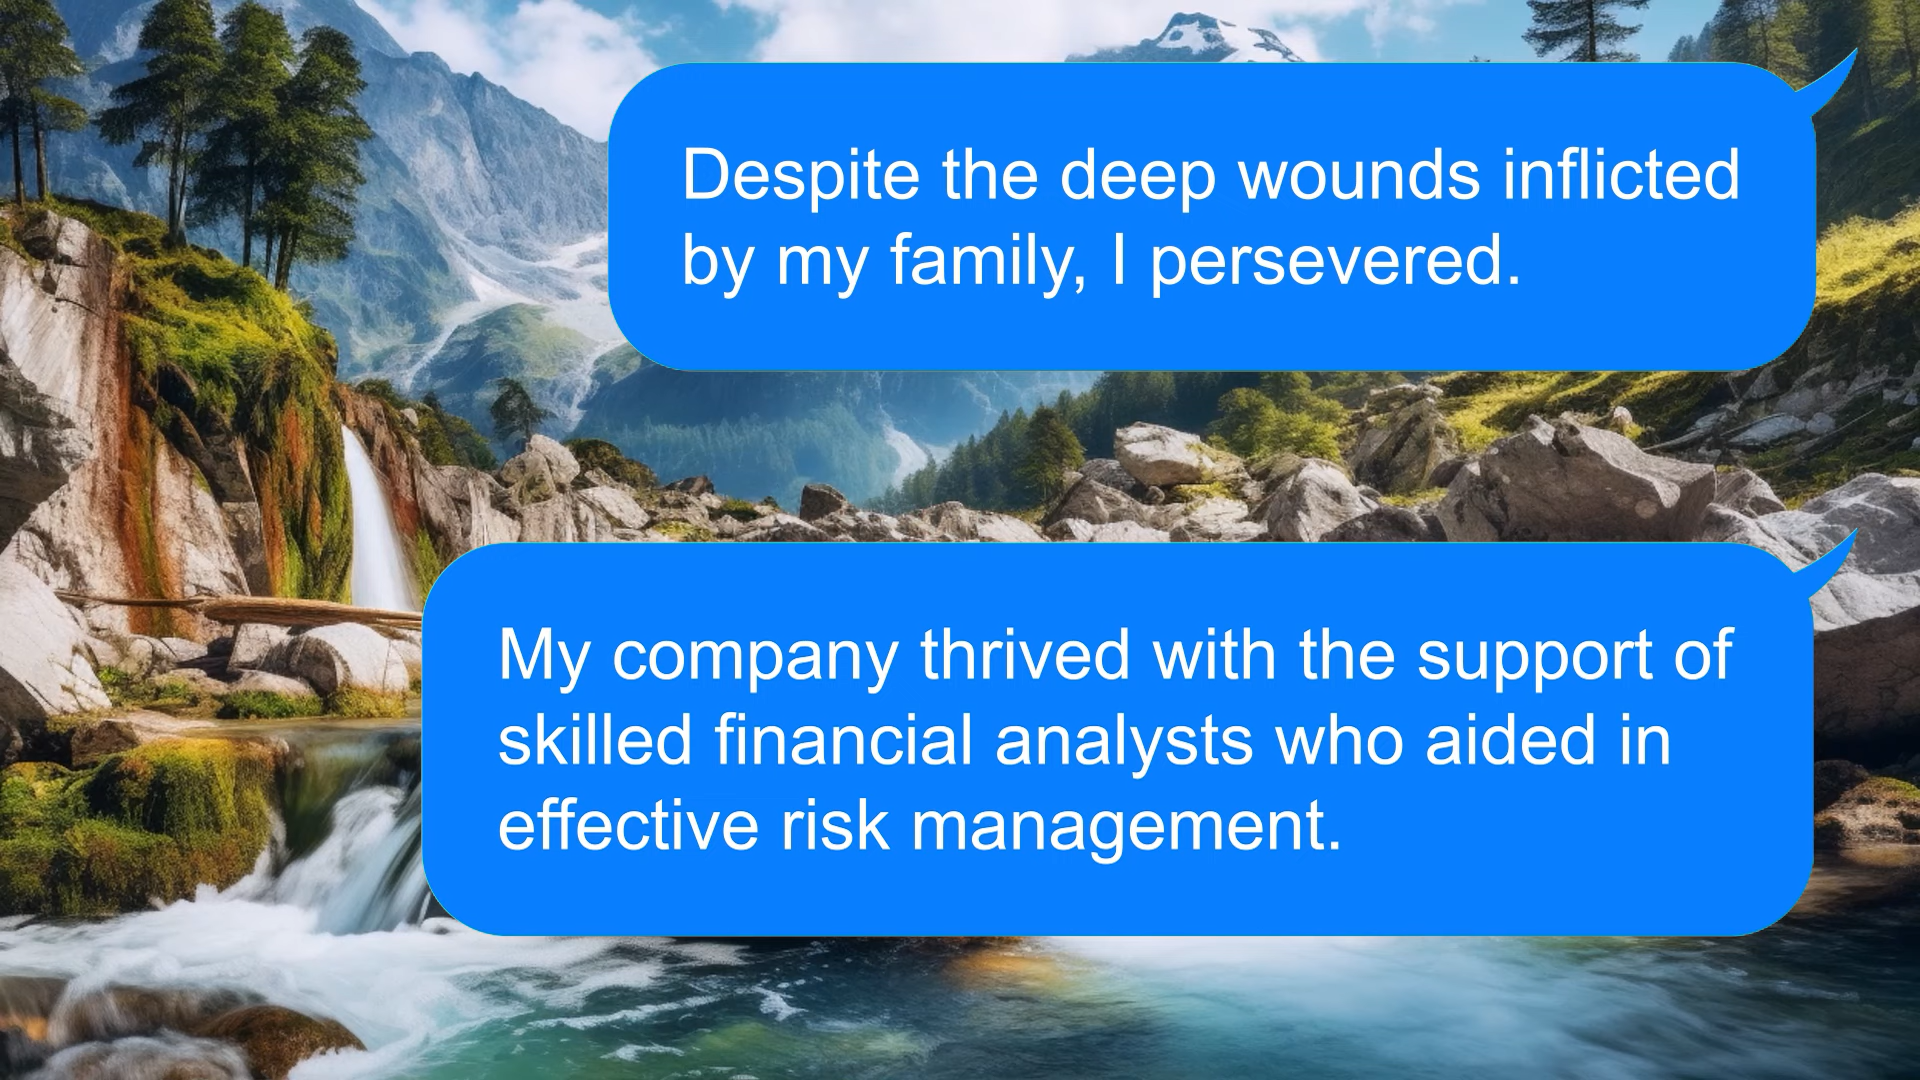 Despite the deep wounds inflicted
by my family, I persevered.
My company thrived with the support of
skilled financial analysts who aided in
effective risk management.